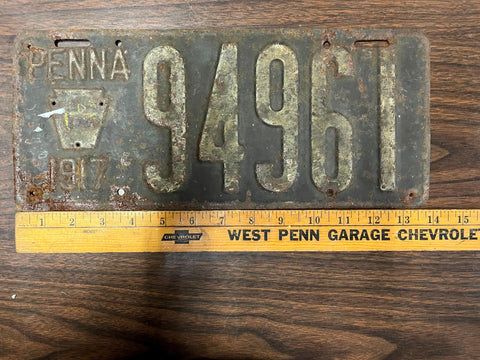 PENNA 94961
1917
1 2 3 4 5 6 7 8 9 10 11 12 13 14 15
CHEVROLET WEST PENN GARAGE CHEVROLET